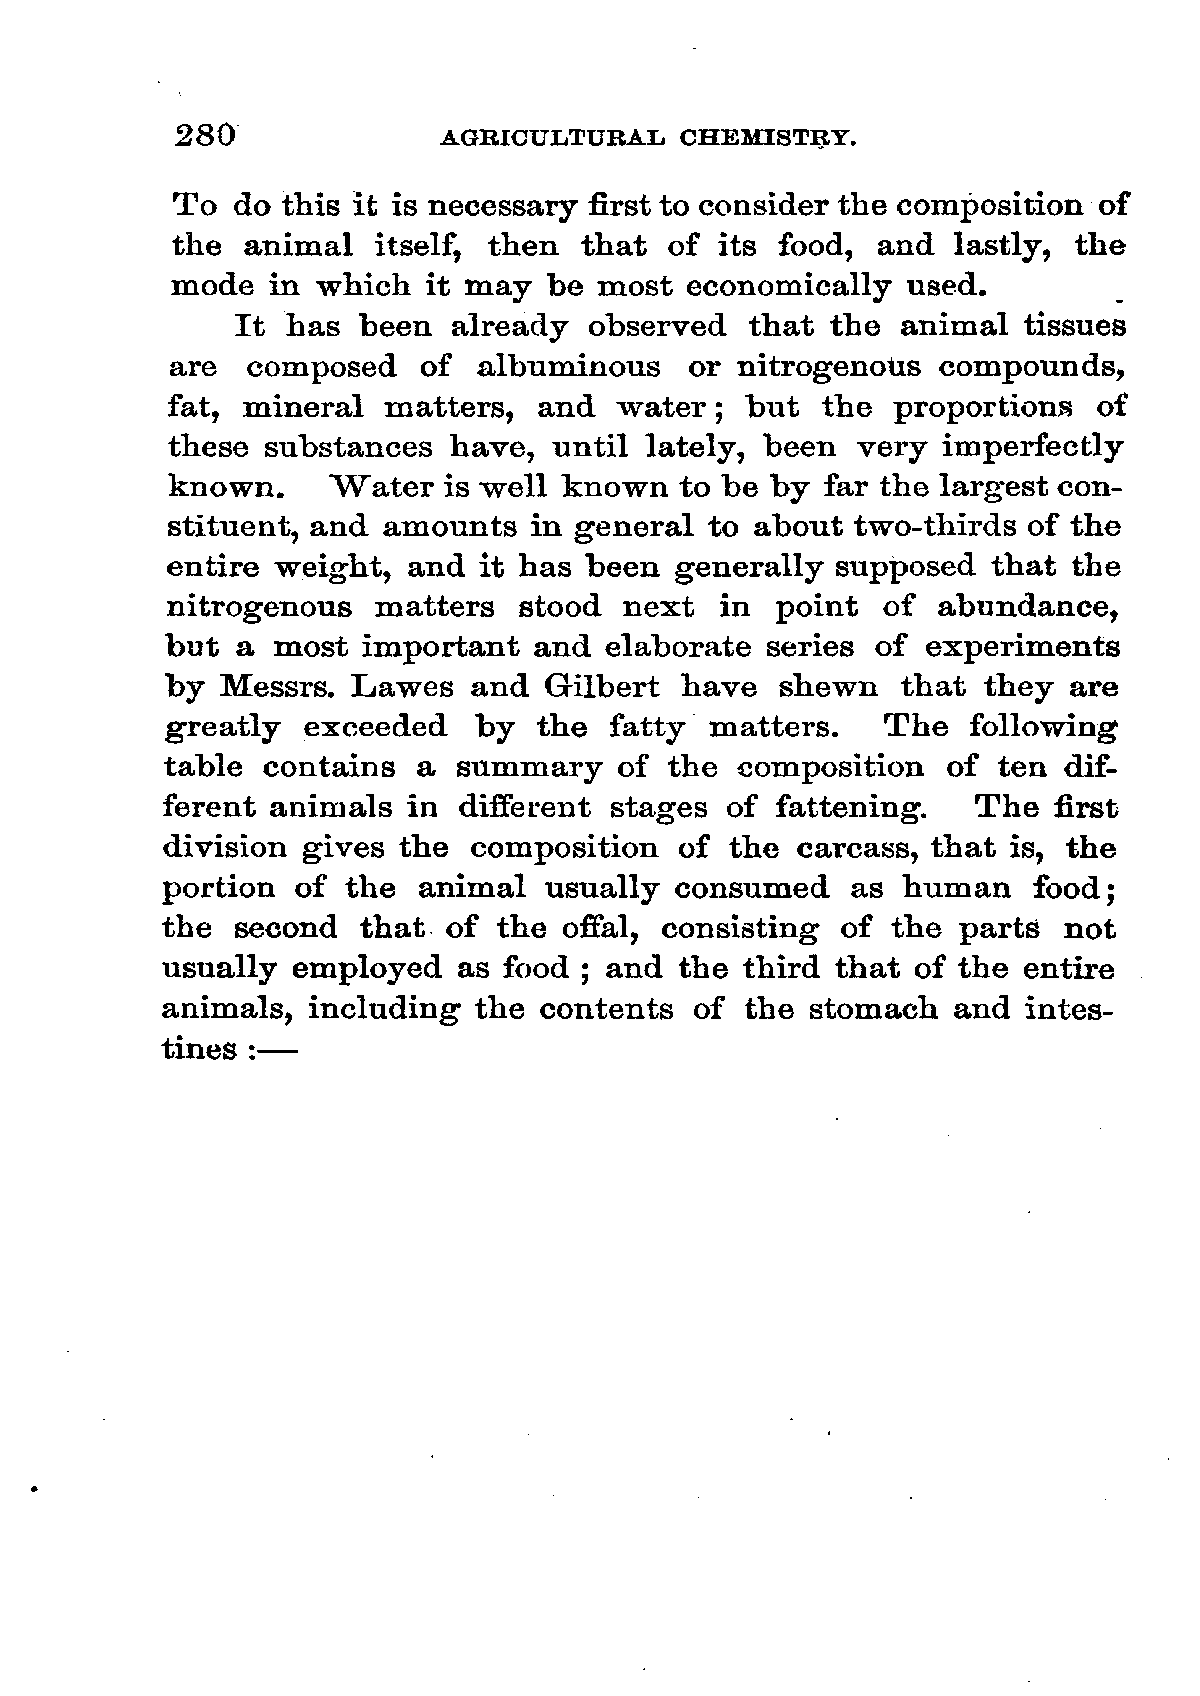 280 AGRICULTURAL CHEMISTRY.
To do this it is necessary first to consider the composition of
the animal itself, then that of its food, and lastly, the
mode in which it may be most economically used.
It has been already observed that the animal tissues
are composed of albuminous or nitrogenous compounds,
fat, mineral matters, and water; but the proportions of
these substances have, until lately, been very imperfectly
known. Water is well known to be by far the largest con-
stituent, and amounts in general to about two-thirds of the
entire weight, and it has been generally supposed that the
nitrogenous matters stood next in point of abundance,
but a most important and elaborate series of experiments
by Messrs. Lawes and Gilbert have shewn that they are
greatly exceeded by the fatty matters. The following
table contains a summary of the composition of ten dif-
ferent animals in different stages of fattening. The first
division gives the composition of the carcass, that is, the
portion of the animal usually consumed as human food;
the second that of the offal, consisting of the parts not
usually employed as food ; and the third that of the entire
animals, including the contents of the stomach and intes-
tines :—